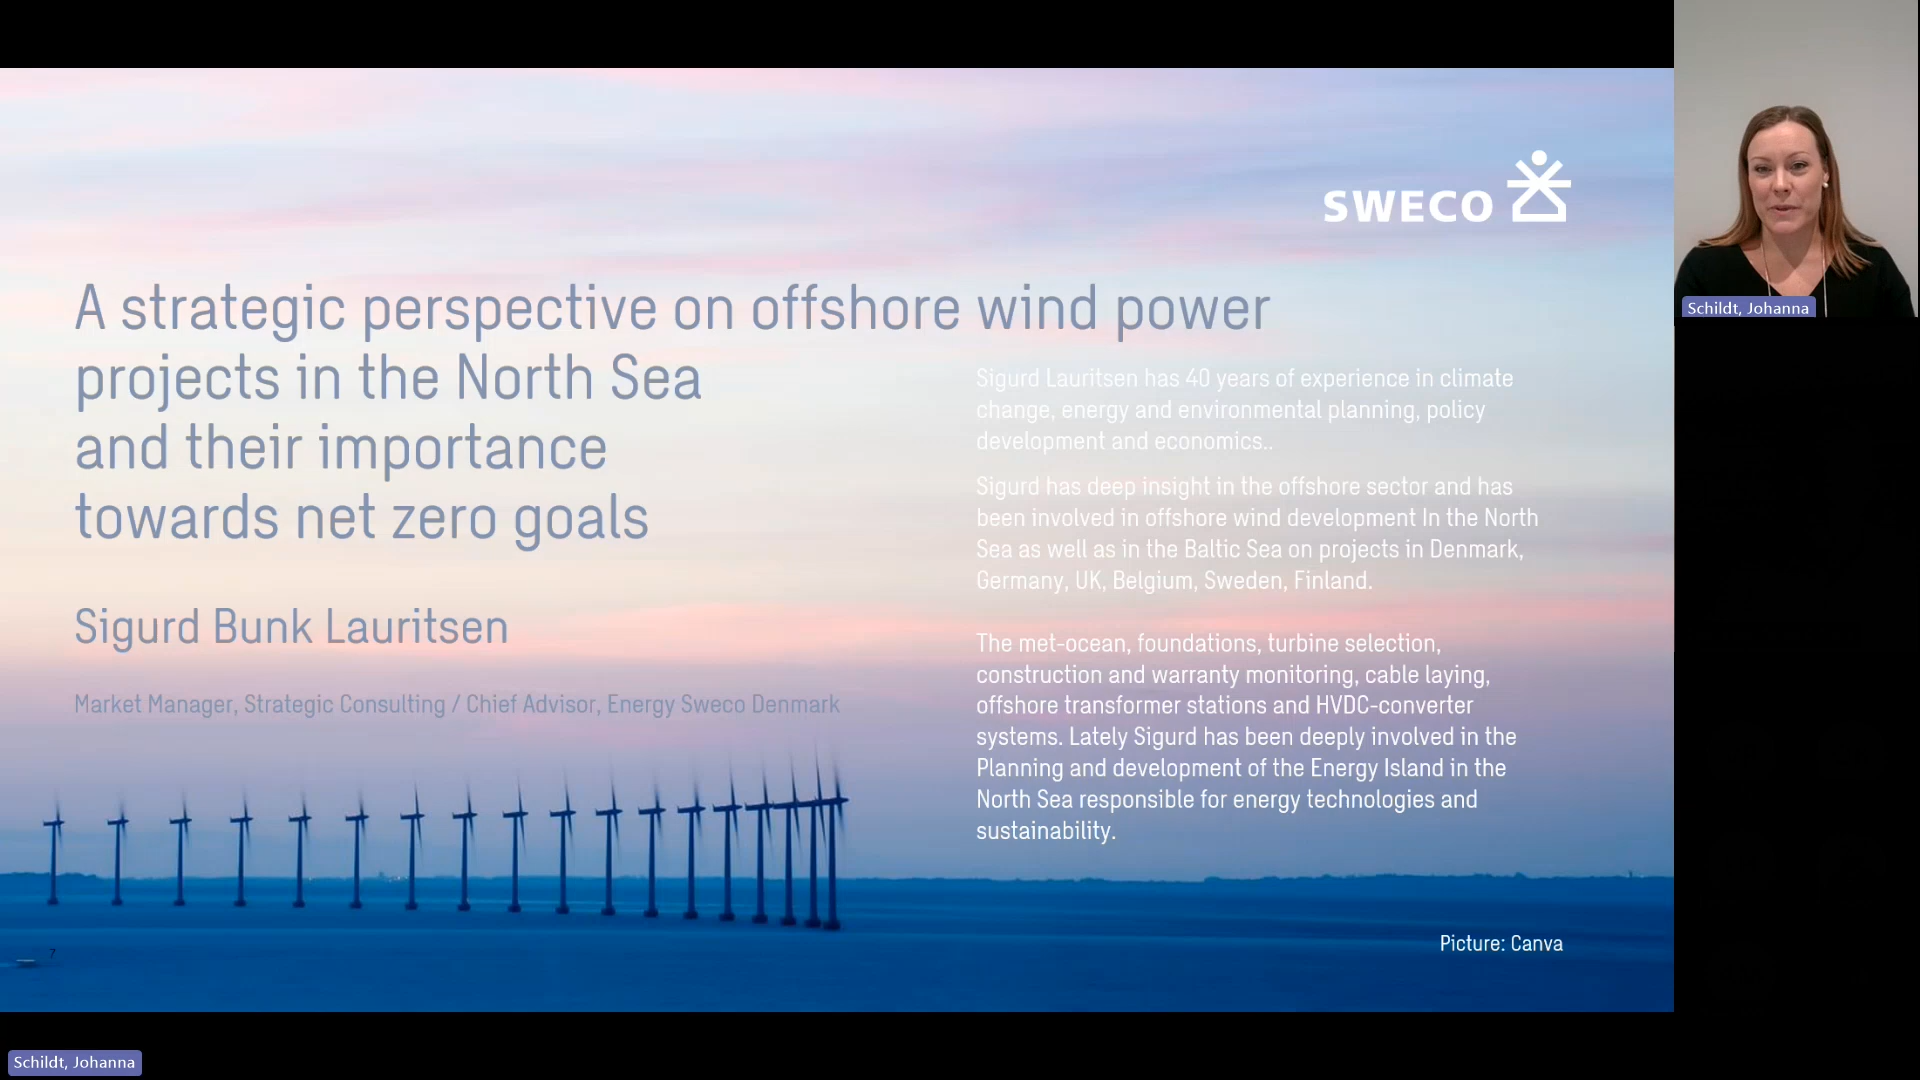 SWECO
A strategic perspective on offshore wind power
projects in the North Sea
and their importance
towards net zero goals
Sigurd Bunk Lauritsen
Market Manager, Strategic Consulting / Chief Advisor, Energy Sweco Denmark
Sigurd Lauritsen has 40 years of experience in climate
change, energy and environmental planning, policy
development and economics..
Sigurd has deep insight in the offshore sector and has
been involved in offshore wind development In the North
Sea as well as in the Baltic Sea on projects in Denmark,
Germany, UK, Belgium, Sweden, Finland.
The met-ocean, foundations, turbine selection,
construction and warranty monitoring, cable laying,
offshore transformer stations and HVDC-converter
systems. Lately Sigurd has been deeply involved in the
Planning and development of the Energy Island in the
North Sea responsible for energy technologies and
sustainability.
Picture: Canva
7
Schildt, Johanna
Schildt, Johanna